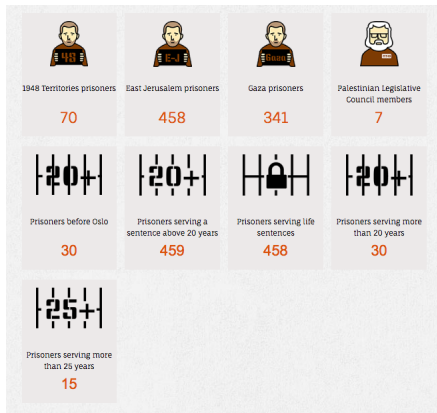 48
E-J
Gaza
1948 Territories prisoners
East Jerusalem prisoners
Gaza prisoners
Palestinian Legislative
Council members
70
458
341
7
20+
20+
20+
Prisoners before Oslo
Prisoners serving a
sentence above 20 years
Prisoners serving life
sentences
Prisoners serving more
than 20 years
30
459
458
30
25+
Prisoners serving more
than 25 years
15